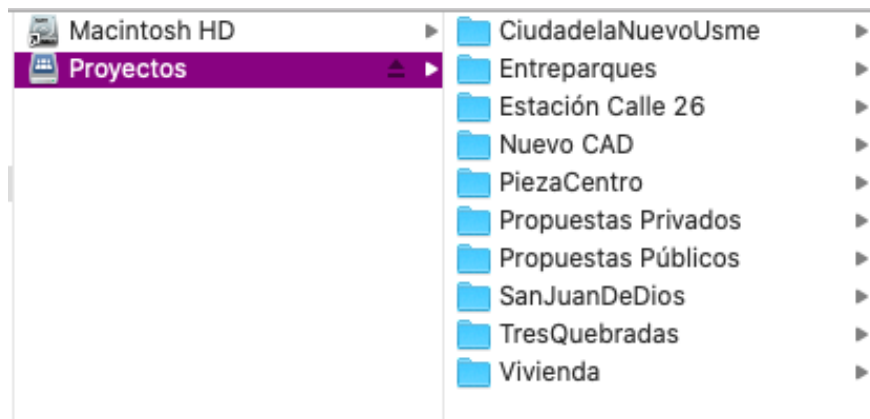 Macintosh HD
Proyectos
CiudadelaNuevoUsme
Entreparques
Estación Calle 26
Nuevo CAD
PiezaCentro
Propuestas Privados
Propuestas Públicos
SanJuanDeDios
TresQuebradas
Vivienda